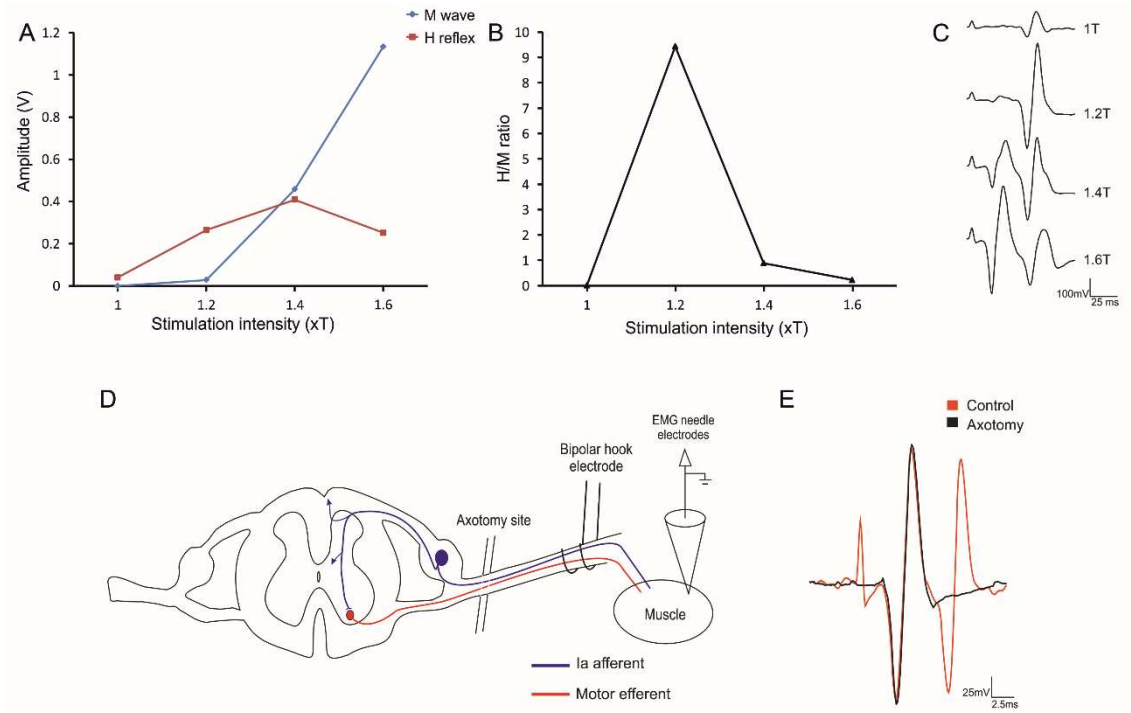 A
M wave
H reflex
1.2
1
0.8
0.6
0.4
0.2
0
Amplitude (V)
1
1.2
1.4
1.6
Stimulation intensity (xT)
B
10
9
8
7
6
5
4
3
2
1
0
H/M ratio
1
1.2
1.4
1.6
Stimulation intensity (xT)
C
1T
1.2T
1.4T
1.6T
100mV
25 ms
D
EMG needle
electrodes
Bipolar hook
electrode
Axotomy site
Muscle
Ia afferent
Motor efferent
E
Control
Axotomy
25mV
2.5ms